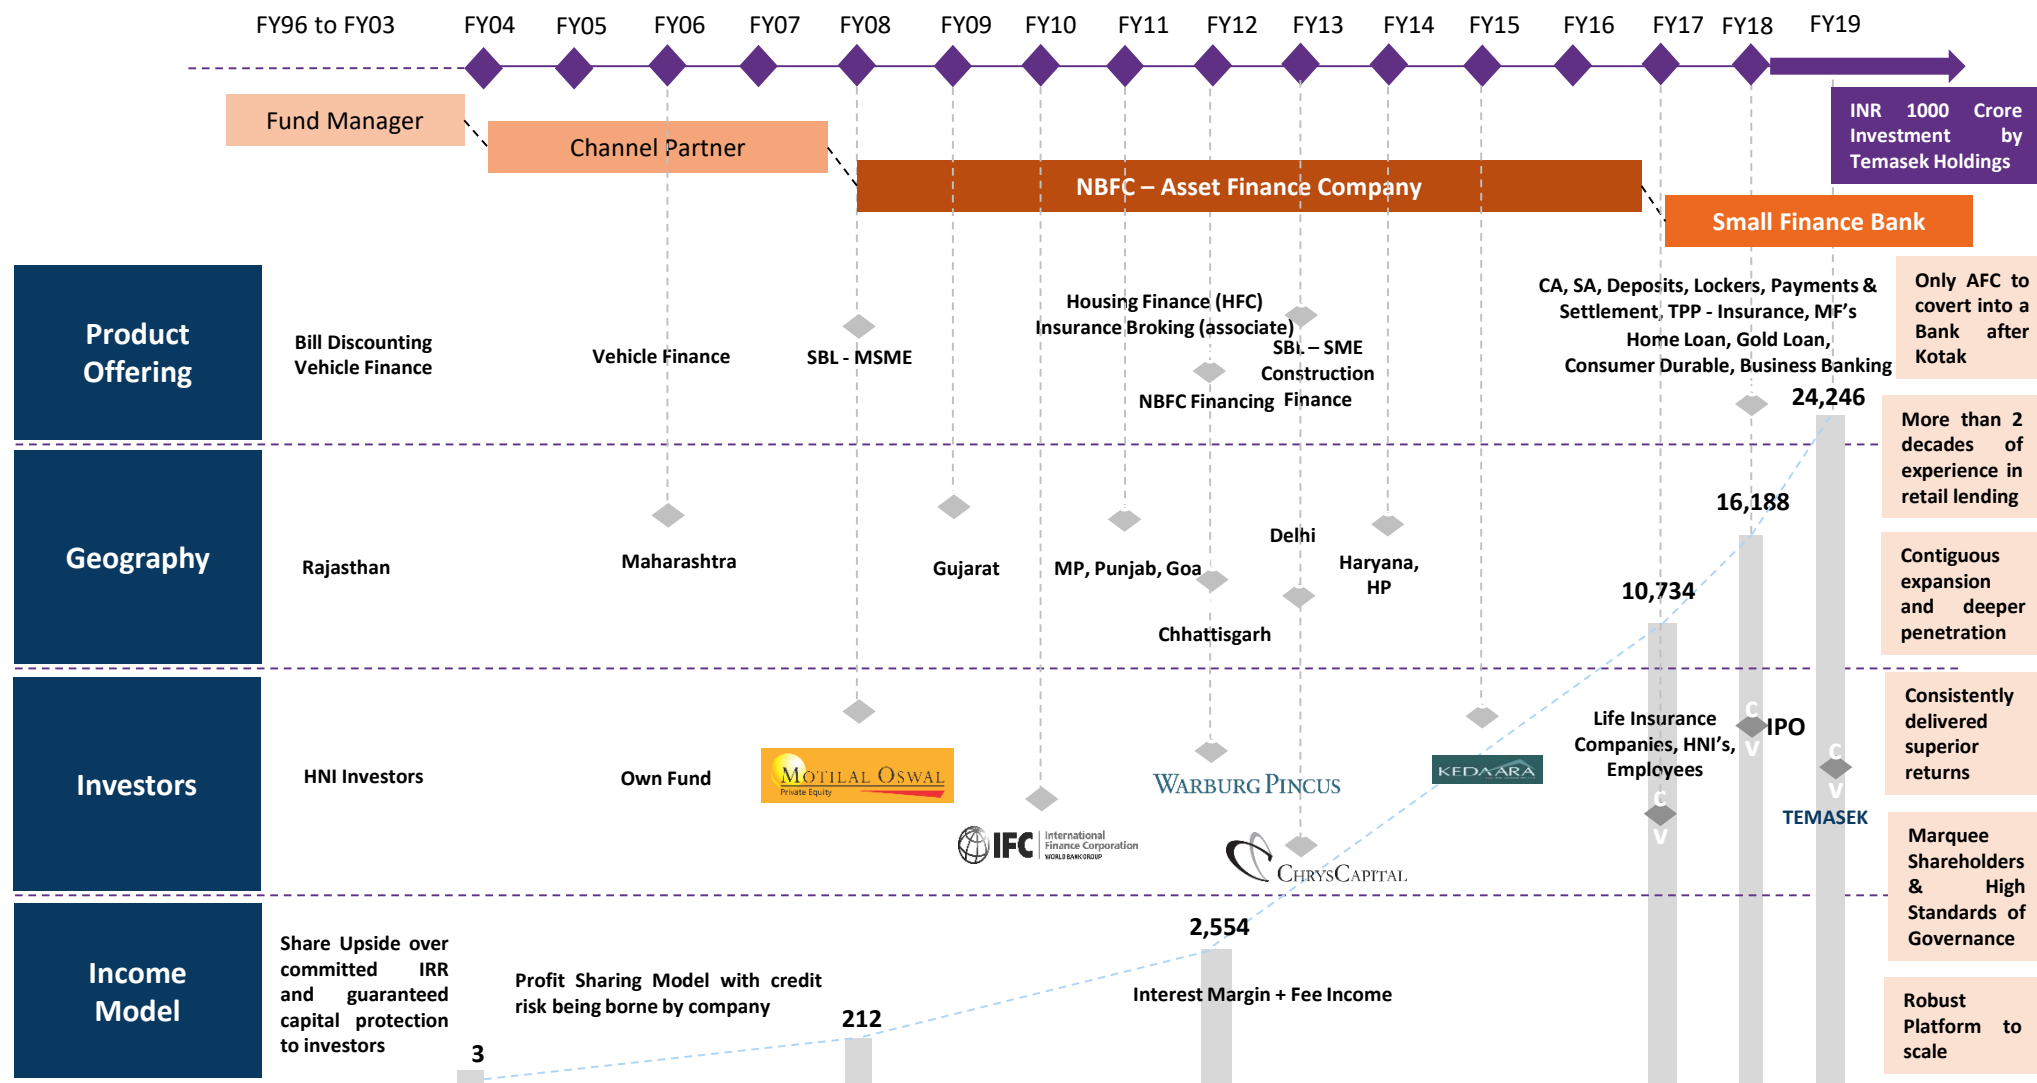 FY96 to FY03 FY04 FY05 FY06 FY07 FY08 FY09 FY10 FY11 FY12 FY13 FY14 FY15 FY16 FY17 FY18 FY19
Fund Manager
Channel Partner
NBFC – Asset Finance Company
Small Finance Bank
INR 1000 Crore
Investment by
Temasek Holdings
Product
Offering
Bill Discounting
Vehicle Finance
Vehicle Finance
SBL - MSME
Housing Finance (HFC)
Insurance Broking (associate)
NBFC Financing
SBL – SME
Construction
Finance
CA, SA, Deposits, Lockers, Payments &
Settlement, TPP - Insurance, MF's
Home Loan, Gold Loan,
Consumer Durable, Business Banking
24,246
Only AFC to
covert into a
Bank after
Kotak
More than 2
decades of
experience in
retail lending
Geography
Rajasthan
Maharashtra
Gujarat
MP, Punjab, Goa
Chhattisgarh
Delhi
Haryana,
HP
10,734
16,188
Contiguous
expansion
and deeper
penetration
Investors
HNI Investors
Own Fund
MOTILAL OSWAL
Private Equity
IFC
International
Finance Corporation
WORLD BANK GROUP
WARBURG PINCUS
CHRYSCAPITAL
KEDAARA
Life Insurance
Companies, HNI's,
Employees
C
V
C
IPO
V
C
V
TEMASEK
Consistently
delivered
superior
returns
Marquee
Shareholders
& High
Standards of
Governance
Income
Model
Share Upside over
committed IRR
and guaranteed
capital protection
to investors
3
Profit Sharing Model with credit
risk being borne by company
212
2,554
Interest Margin + Fee Income
Robust
Platform to
scale